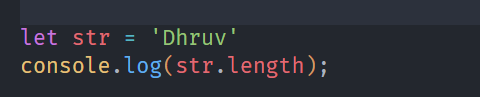 let str = 'Dhruv'
console.log(str.length);